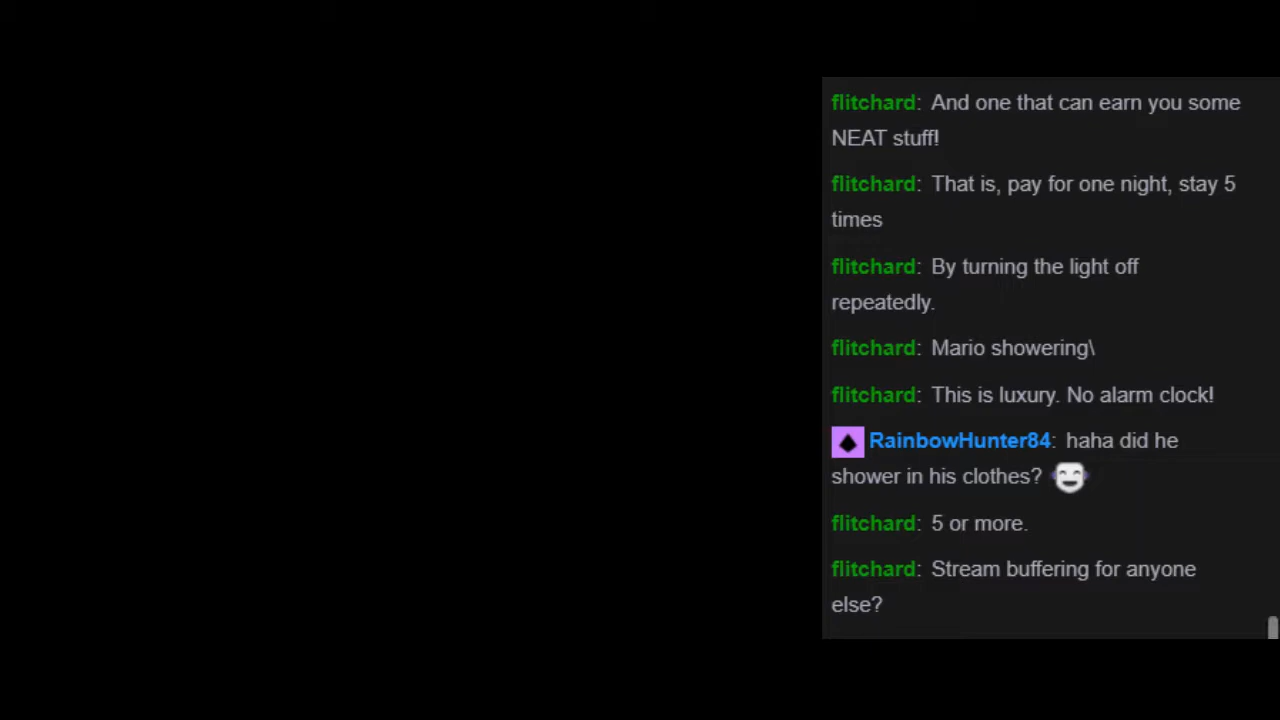 flitchard: And one that can earn you some
NEAT stuff!
flitchard: That is, pay for one night, stay 5
times
flitchard: By turning the light off
repeatedly.
flitchard: Mario showering\
flitchard: This is luxury. No alarm clock!
RainbowHunter84: haha did he
shower in his clothes?
flitchard: 5 or more.
flitchard: Stream buffering for anyone
else?